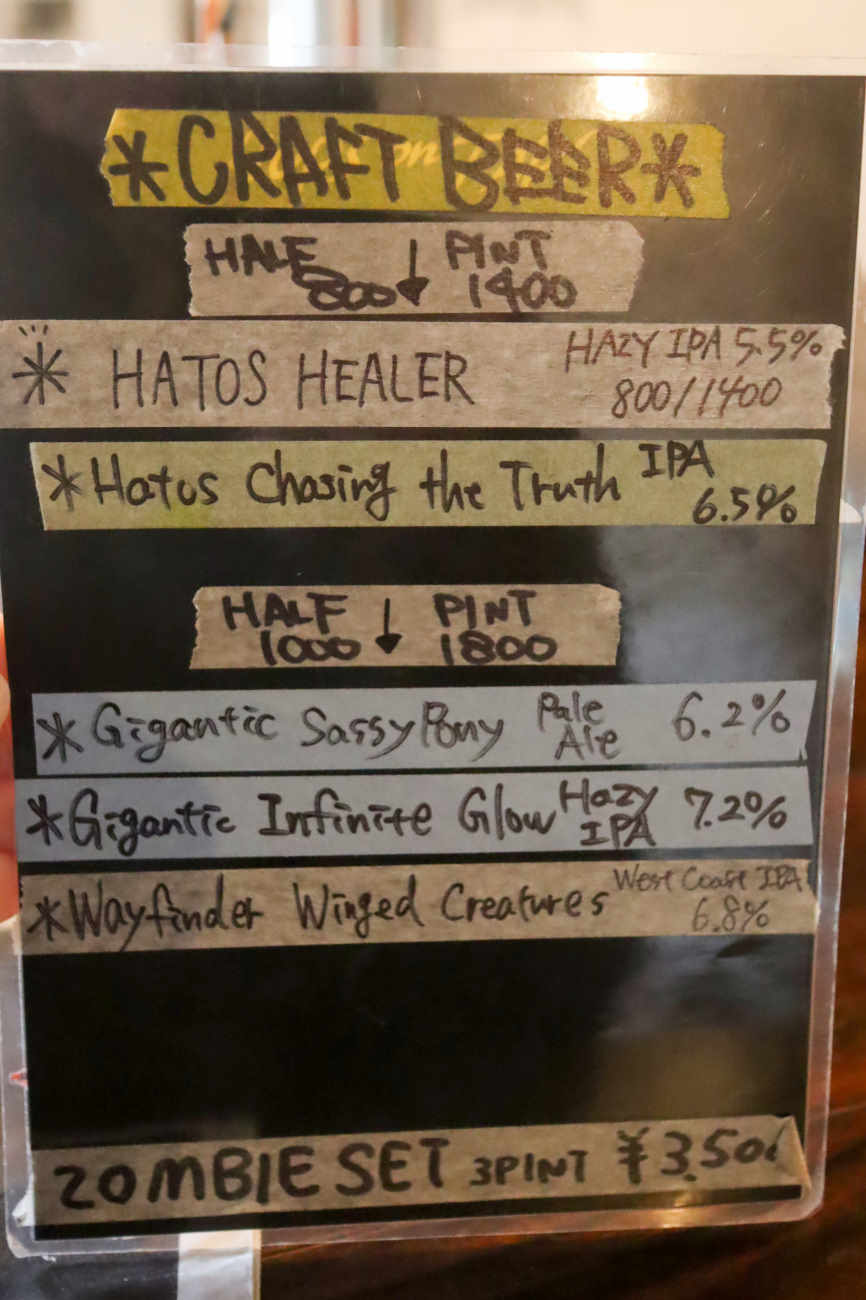 *CRAFT BEER*
HALF ↓ PINT
800 1400
* HATOS HEALER HAZY IPA 5.5%
800/1400
*Hatos Chasing the Truth IPA
6.5%
HALF ↓ PINT
1000 1800
*Gigantic Sassy Pony Pale Ale 6.2%
*Gigantic Infinite Glow Hazy IPA 7.2%
*Wayfinder Winged Creatures West Coast IPA
6.8%
ZOMBIE SET 3PINT